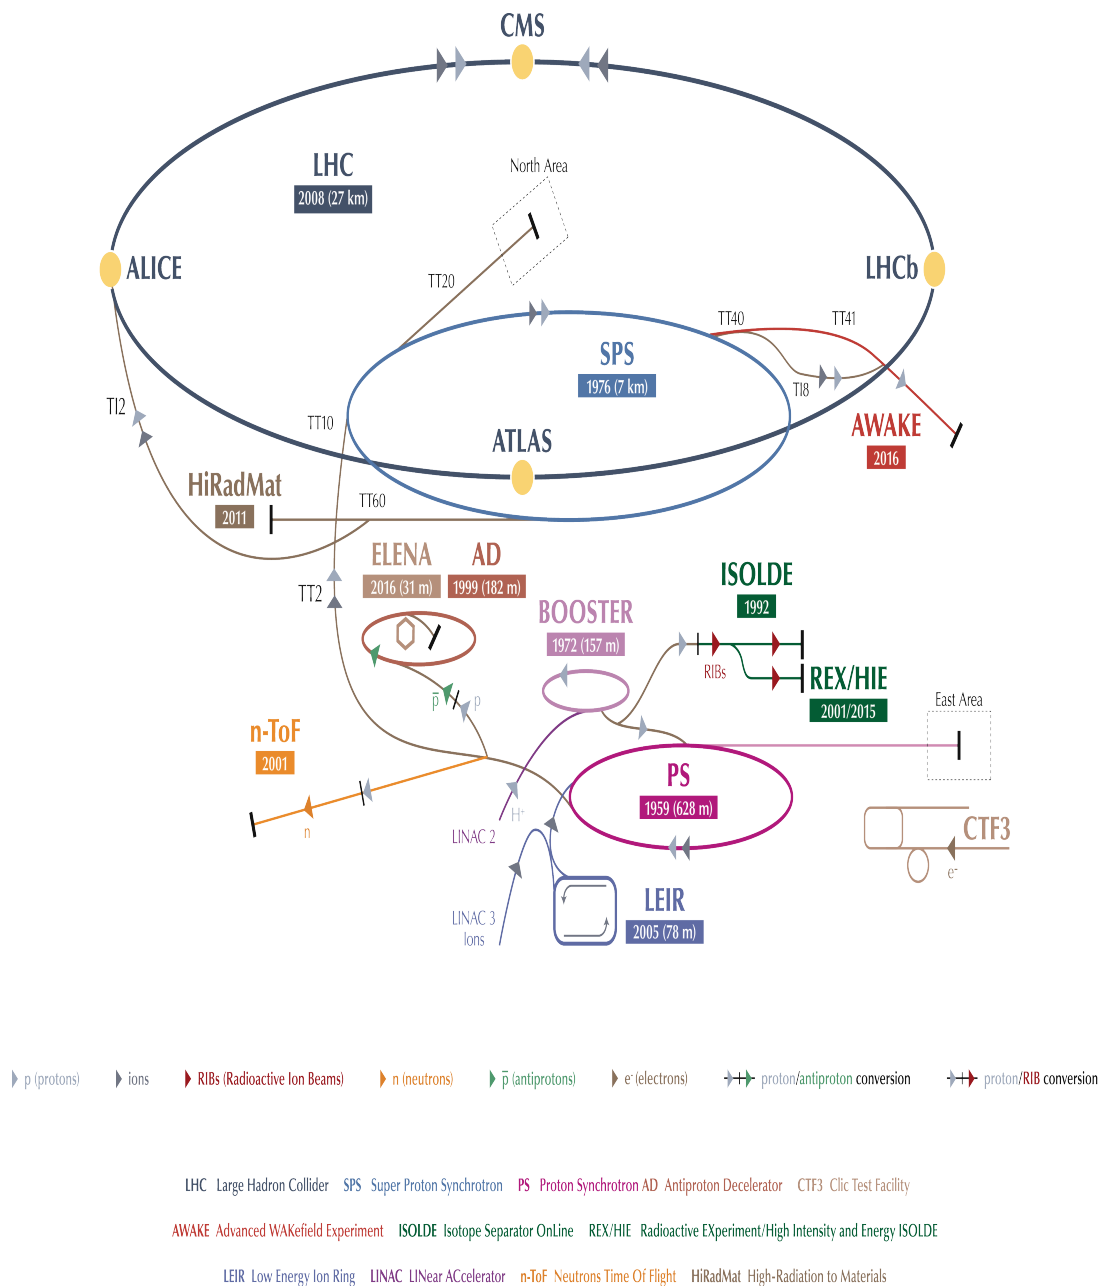 CMS
LHC
2008 (27 km)
North Area
ALICE
LHCb
TT20
TT40
TT41
SPS
1976 (7 km)
TI8
TI2
TT10
ATLAS
AWAKE
2016
HiRadMat
2011
TT60
ELENA
2016 (31 m)
AD
1999 (182 m)
ISOLDE
1992
TT2
BOOSTER
1972 (157 m)
RIBs
REX/HIE
2001/2015
p̅
p
East Area
n-ToF
2001
PS
1959 (628 m)
n
H⁺
LINAC 2
CTF3
e⁻
LEIR
2005 (78 m)
LINAC 3
Ions
p (protons)
ions
RIBs (Radioactive Ion Beams)
n (neutrons)
p̅ (antiprotons)
e⁻ (electrons)
proton/antiproton conversion
proton/RIB conversion
LHC Large Hadron Collider SPS Super Proton Synchrotron PS Proton Synchrotron AD Antiproton Decelerator CTF3 Clic Test Facility
AWAKE Advanced WAKefield Experiment ISOLDE Isotope Separator OnLine REX/HIE Radioactive EXperiment/High Intensity and Energy ISOLDE
LEIR Low Energy Ion Ring LINAC LINear ACcelerator n-ToF Neutrons Time Of Flight HiRadMat High-Radiation to Materials